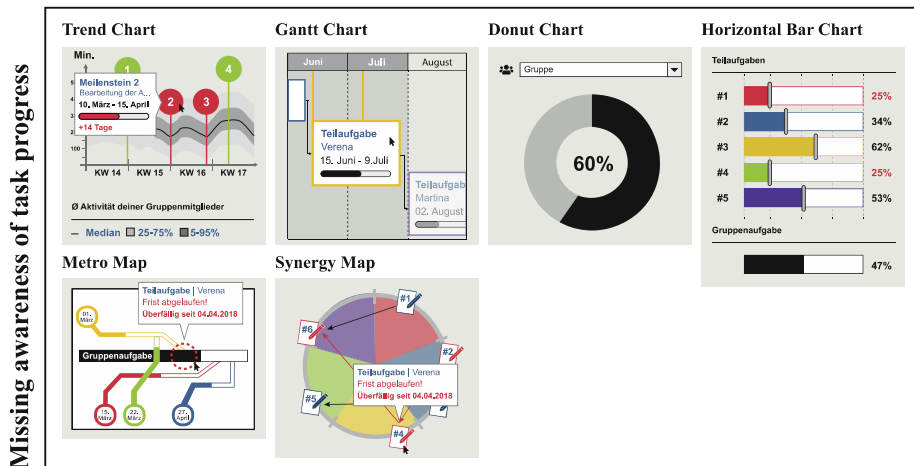 Missing awareness of task progress
Trend Chart
Min.
1
4
Meilenstein 2
Bearbeitung der A...
10. März - 15. April
+14 Tage
2
3
2
100
KW 14
KW 15
KW 16
KW 17
Ø Aktivität deiner Gruppenmitglieder
— Median
25-75%
5-95%
Gantt Chart
Juni
Juli
August
Teilaufgabe
Verena
15. Juni - 9.Juli
Teilaufgab
Martina
02. August
Donut Chart
Gruppe
60%
Horizontal Bar Chart
Teilaufgaben
#1
25%
#2
34%
#3
62%
#4
25%
#5
53%
Gruppenaufgabe
47%
Metro Map
Teilaufgabe | Verena
Frist abgelaufen!
Überfällig seit 04.04.2018
01.
März
Gruppenaufgabe
15.
März
22.
März
27.
April
Synergy Map
#1
#6
#2
Teilaufgabe | Verena
Frist abgelaufen!
Überfällig seit 04.04.2018
#5
#4